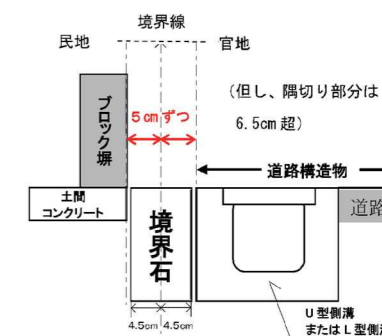 境界線
民地
官地
(但し、隅切り部分は
6.5cm 超)
ブロック塀
5㎝ずつ
道路構造物
土間
コンクリート
道路
境界石
4.5cm 4.5cm
U型側溝
またはL型側